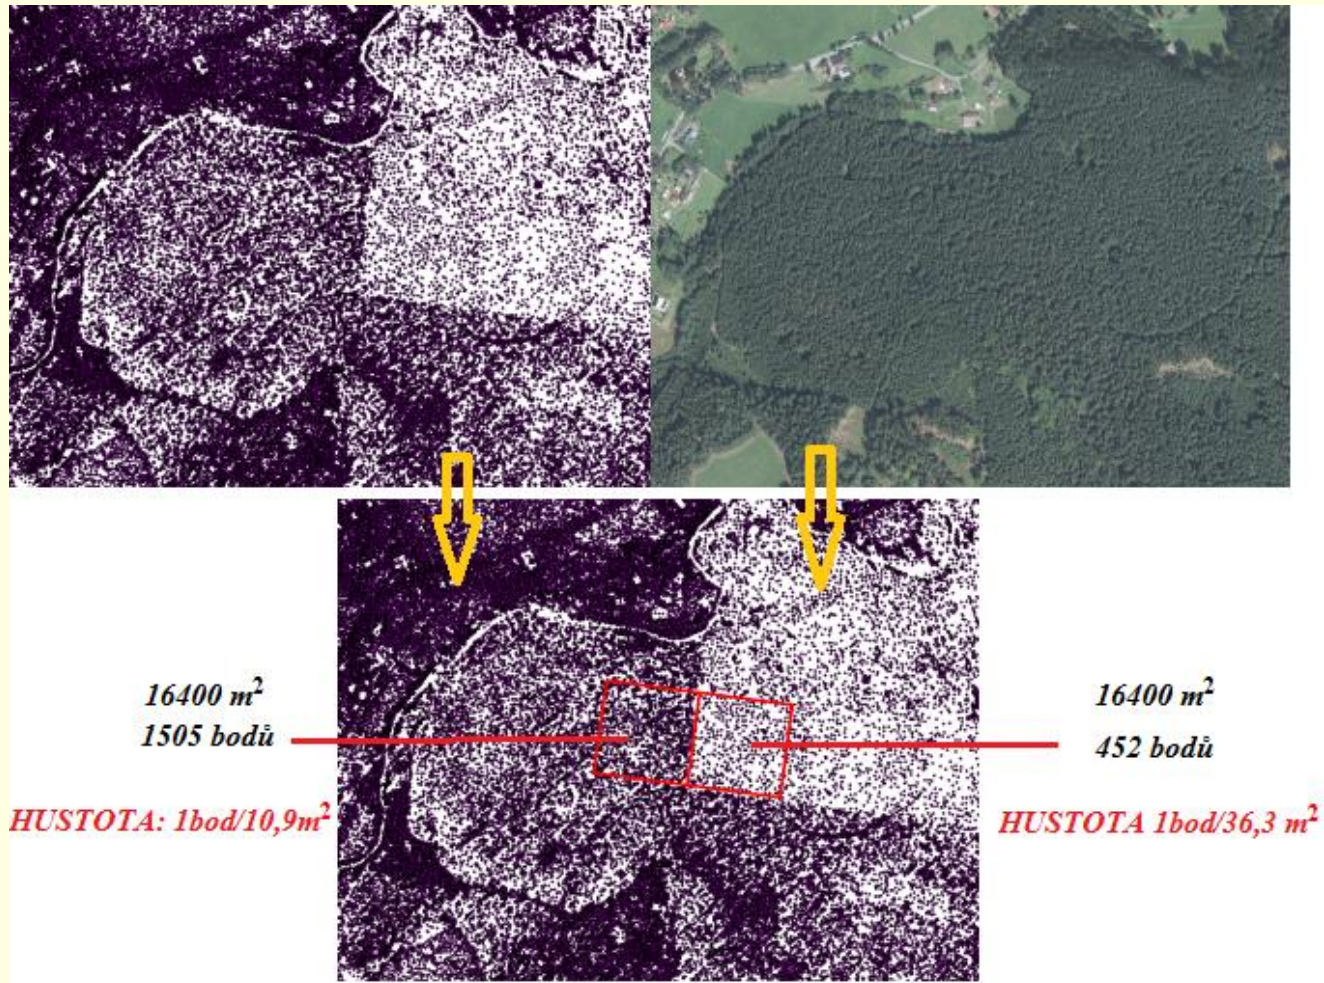 16400 m²
1505 bodů
HUSTOTA: 1bod/10,9m²
16400 m²
452 bodů
HUSTOTA 1bod/36,3 m²